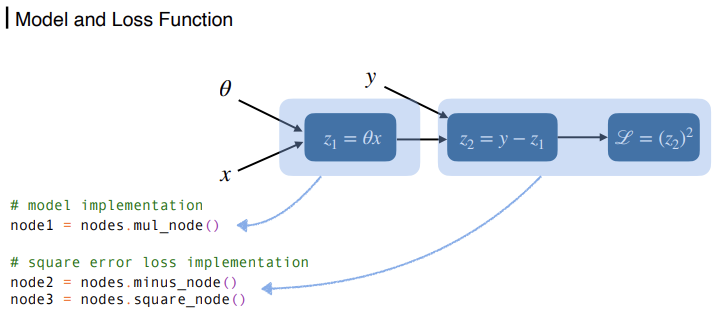 Model and Loss Function
θ
y
z₁ = θx
z₂ = y − z₁
ℒ = (z₂)²
x
# model implementation
node1 = nodes.mul_node()
# square error loss implementation
node2 = nodes.minus_node()
node3 = nodes.square_node()